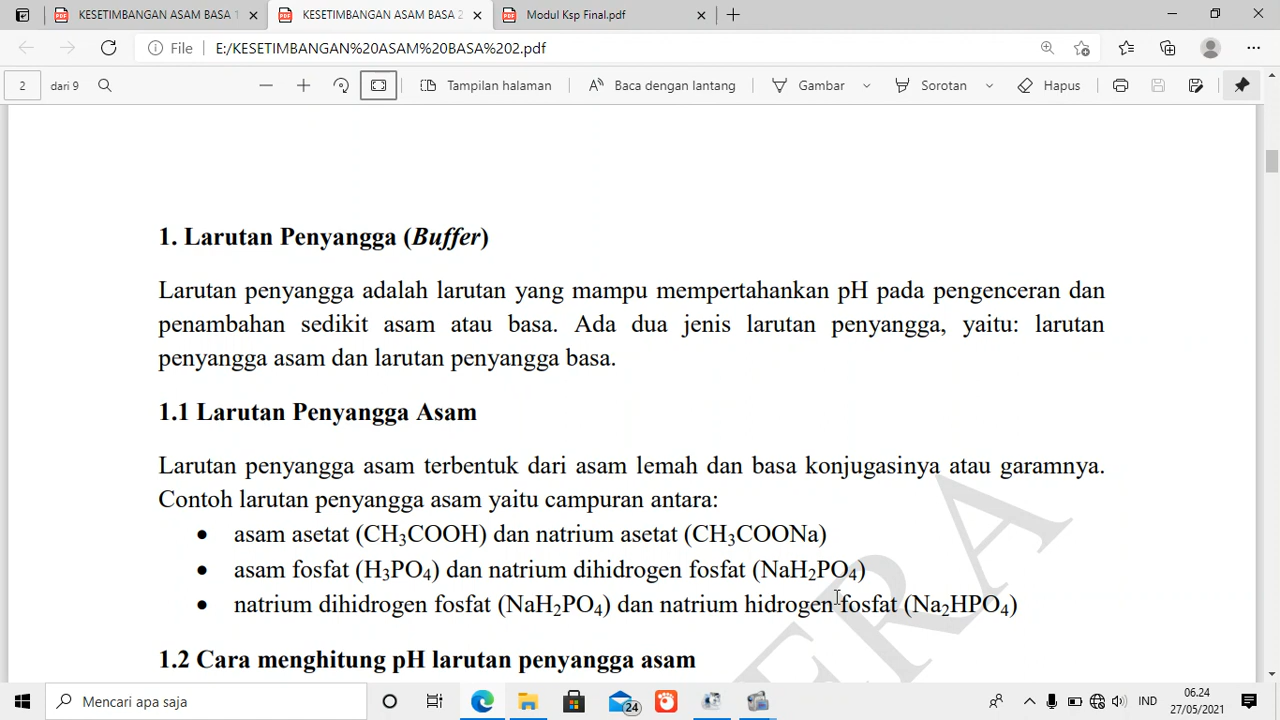 KESETIMBANGAN ASAM BASA 1
KESETIMBANGAN ASAM BASA 2
Modul Ksp Final.pdf
File
E:/KESETIMBANGAN%20ASAM%20BASA%202.pdf
2 dari 9
Tampilan halaman
Baca dengan lantang
Gambar
Sorotan
Hapus
1. Larutan Penyangga (Buffer)
Larutan penyangga adalah larutan yang mampu mempertahankan pH pada pengenceran dan
penambahan sedikit asam atau basa. Ada dua jenis larutan penyangga, yaitu: larutan
penyangga asam dan larutan penyangga basa.
1.1 Larutan Penyangga Asam
Larutan penyangga asam terbentuk dari asam lemah dan basa konjugasinya atau garamnya.
Contoh larutan penyangga asam yaitu campuran antara:
• asam asetat (CH₃COOH) dan natrium asetat (CH₃COONa)
• asam fosfat (H₃PO₄) dan natrium dihidrogen fosfat (NaH₂PO₄)
• natrium dihidrogen fosfat (NaH₂PO₄) dan natrium hidrogen fosfat (Na₂HPO₄)
1.2 Cara menghitung pH larutan penyangga asam
ERA
Mencari apa saja
24
IND
06.24
27/05/2021